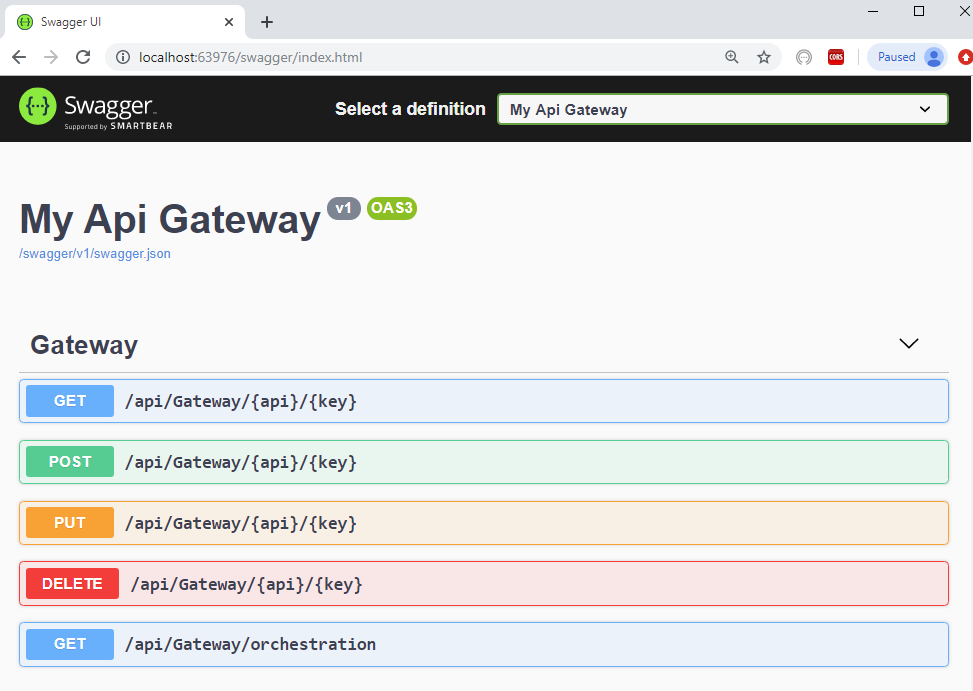 Swagger UI
localhost:63976/swagger/index.html
CORS
Paused
{...} Swagger
Supported by SMARTBEAR
Select a definition
My Api Gateway
My Api Gateway v1 OAS3
/swagger/v1/swagger.json
Gateway
GET /api/Gateway/{api}/{key}
POST /api/Gateway/{api}/{key}
PUT /api/Gateway/{api}/{key}
DELETE /api/Gateway/{api}/{key}
GET /api/Gateway/orchestration